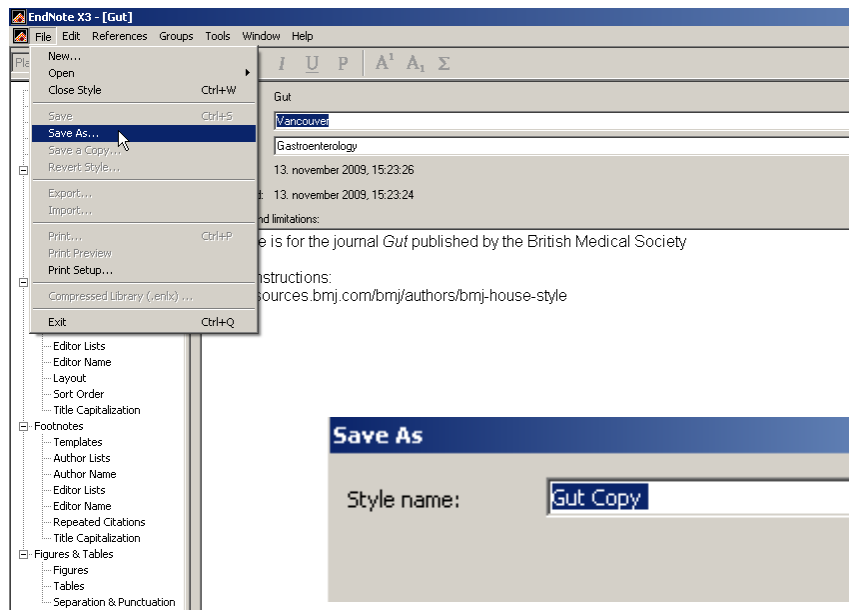 EndNote X3 - [Gut]
File Edit References Groups Tools Window Help
Pla
I U P A¹ A₁ Σ
New...
Open
Close Style Ctrl+W
Save Ctrl+S
Save As...
Save a Copy...
Revert Style...
Export...
Import...
Print... Ctrl+P
Print Preview
Print Setup...
Compressed Library (.enlx) ...
Exit Ctrl+Q
Gut
Vancouver
Gastroenterology
13. november 2009, 15:23:26
13. november 2009, 15:23:24
nd limitations:
e is for the journal Gut published by the British Medical Society
nstructions:
sources.bmj.com/bmj/authors/bmj-house-style
Editor Lists
Editor Name
Layout
Sort Order
Title Capitalization
Footnotes
Templates
Author Lists
Author Name
Editor Lists
Editor Name
Repeated Citations
Title Capitalization
Figures & Tables
Figures
Tables
Separation & Punctuation
Save As
Style name: Gut Copy